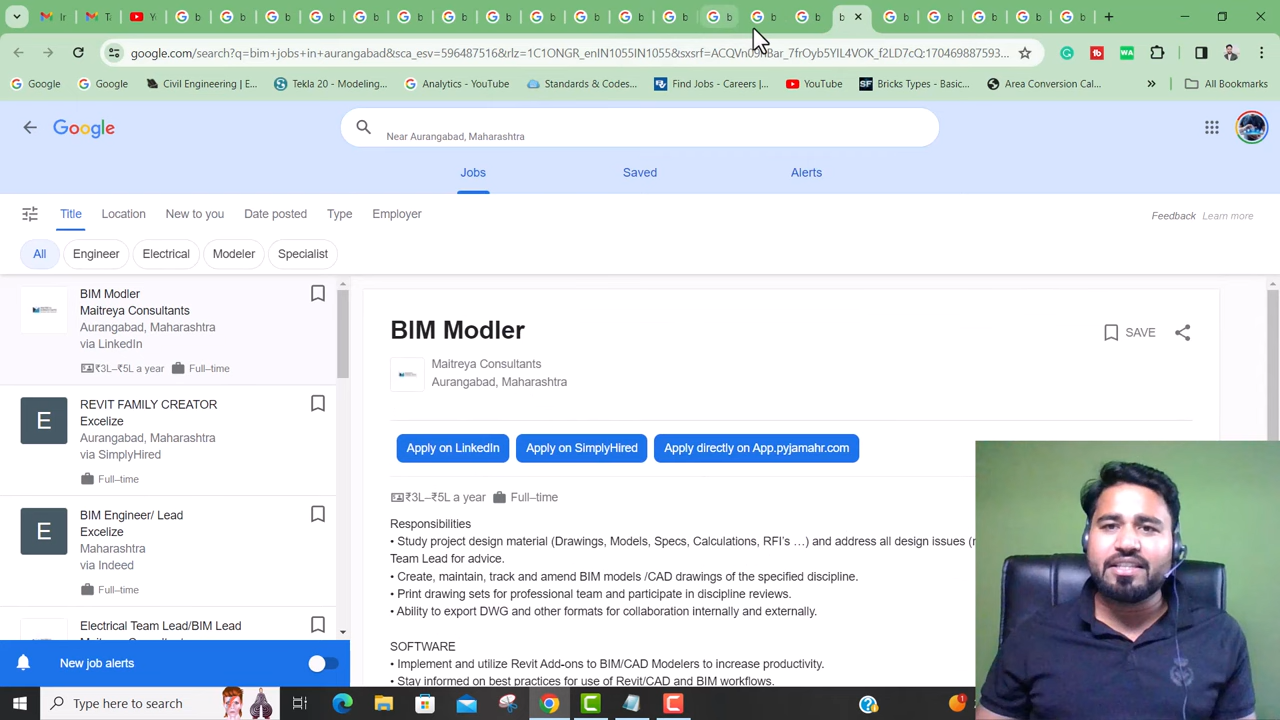 Ir
Ta
Y
b
b
google.com/search?q=bim+jobs+in+aurangabad&sca_esv=596487516&rlz=1C1ONGR_enIN1055IN1055&sxsrf=ACQVn09
7frOyb5YIL4VOK_f2LD7cQ:170469887593...
Google
Google
Civil Engineering | E...
Tekla 20 - Modeling...
Analytics - YouTube
Standards & Codes...
Find Jobs - Careers |...
YouTube
SF
Bricks Types - Basic...
Area Conversion Cal...
»
All Bookmarks
Google
Near Aurangabad, Maharashtra
Jobs
Saved
Alerts
Title
Location
New to you
Date posted
Type
Employer
Feedback
Learn more
All
Engineer
Electrical
Modeler
Specialist
BIM Modler
Maitreya Consultants
Aurangabad, Maharashtra
via LinkedIn
₹3L–₹5L a year
Full–time
E
REVIT FAMILY CREATOR
Excelize
Aurangabad, Maharashtra
via SimplyHired
Full–time
E
BIM Engineer/ Lead
Excelize
Maharashtra
via Indeed
Full–time
Electrical Team Lead/BIM Lead
New job alerts
BIM Modler
SAVE
Maitreya Consultants
Aurangabad, Maharashtra
Apply on LinkedIn
Apply on SimplyHired
Apply directly on App.pyjamahr.com
₹3L–₹5L a year
Full–time
Responsibilities
• Study project design material (Drawings, Models, Specs, Calculations, RFI's ...) and address all design issues
Team Lead for advice.
• Create, maintain, track and amend BIM models /CAD drawings of the specified discipline.
• Print drawing sets for professional team and participate in discipline reviews.
• Ability to export DWG and other formats for collaboration internally and externally.
SOFTWARE
• Implement and utilize Revit Add-ons to BIM/CAD Modelers to increase productivity.
• Stay informed on best practices for use of Revit/CAD and BIM workflows.
Type here to search